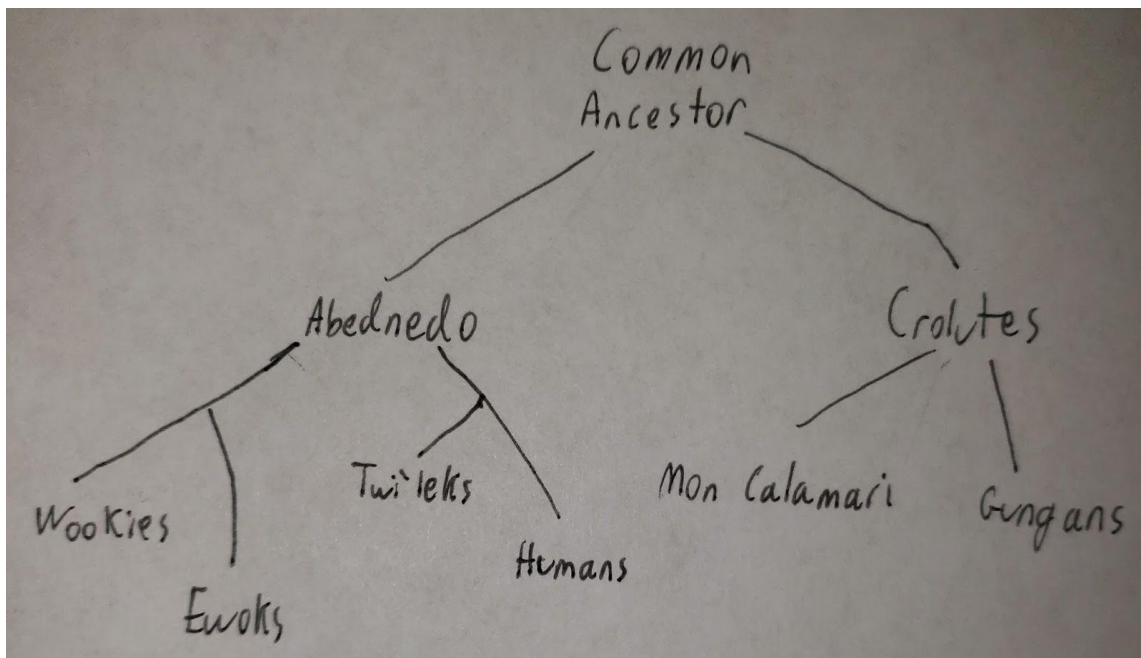 Common
Ancestor
Abednedo
Crolutes
Wookies
Ewoks
Twi'leks
Humans
Mon Calamari
Gungans